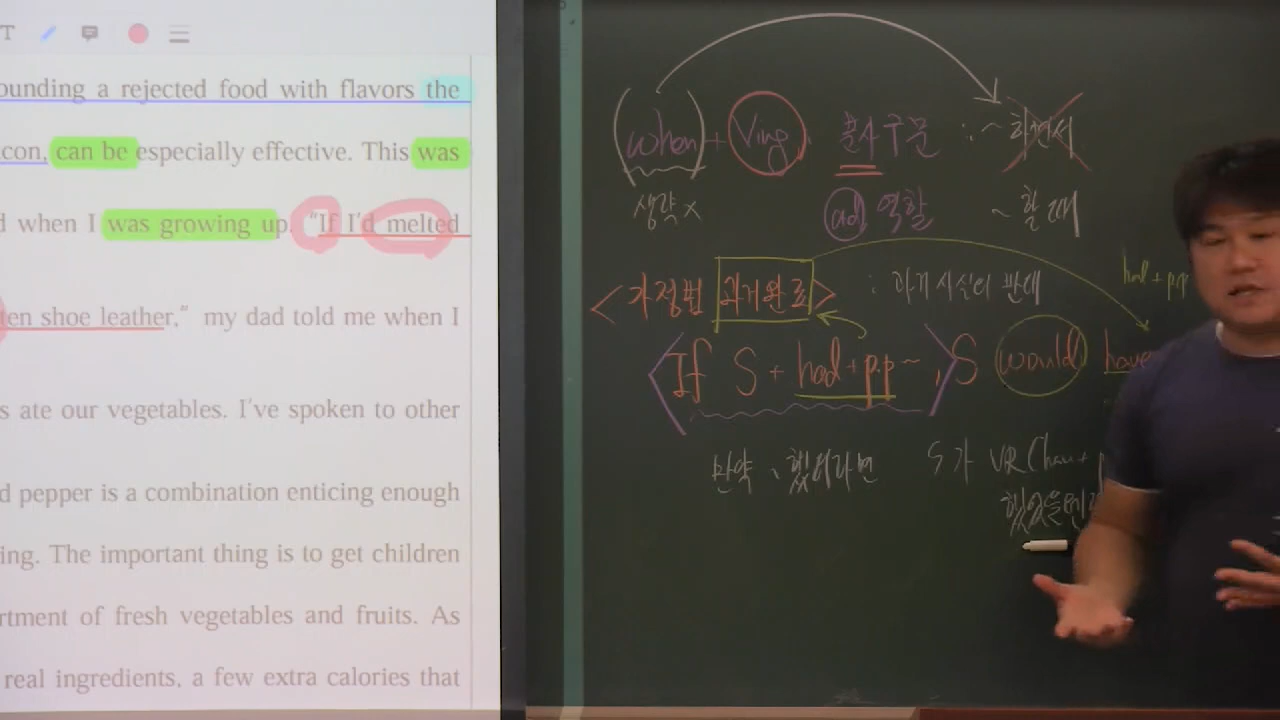 T
ounding a rejected food with flavors the
con, can be especially effective. This was
d when I was growing up. "If I'd melted
ten shoe leather," my dad told me when I
s ate our vegetables. I've spoken to other
d pepper is a combination enticing enough
ing. The important thing is to get children
rtment of fresh vegetables and fruits. As
real ingredients, a few extra calories that
(when) + Ving. 분사구문 : ~ 하면서
생략 x ad 역할 ~ 할 때
<가정법 과거완료> : 과거 사실의 반대 had + p.p
If S + had + p.p ~ , S would have
만약 ~ 했더라면 S가 VR (have +
했었을텐데